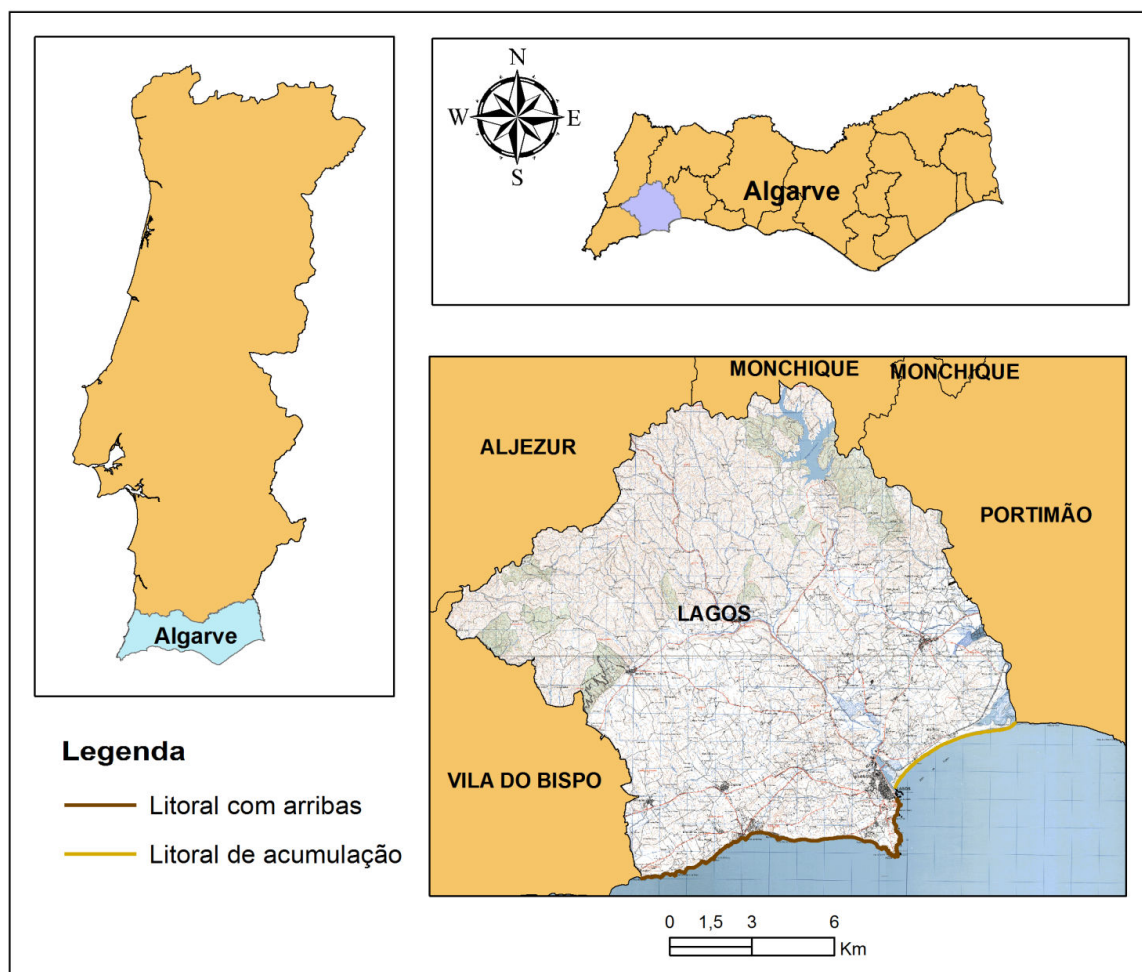 N
W
E
S
Algarve
Algarve
MONCHIQUE
MONCHIQUE
ALJEZUR
PORTIMÃO
LAGOS
VILA DO BISPO
Legenda
Litoral com arribas
Litoral de acumulação
0 1,5 3 6
Km